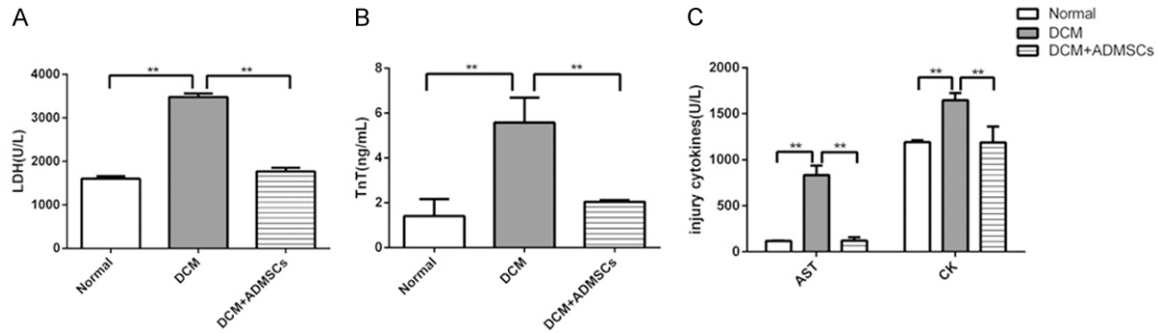 A
LDH(U/L)
4000
3000
2000
1000
0
**
**
Normal
DCM
DCM+ADMSCs
B
TnT(ng/mL)
8
6
4
2
0
**
**
Normal
DCM
DCM+ADMSCs
C
Normal
DCM
DCM+ADMSCs
injury cytokines(U/L)
2000
1500
1000
500
0
**
**
**
**
AST
CK